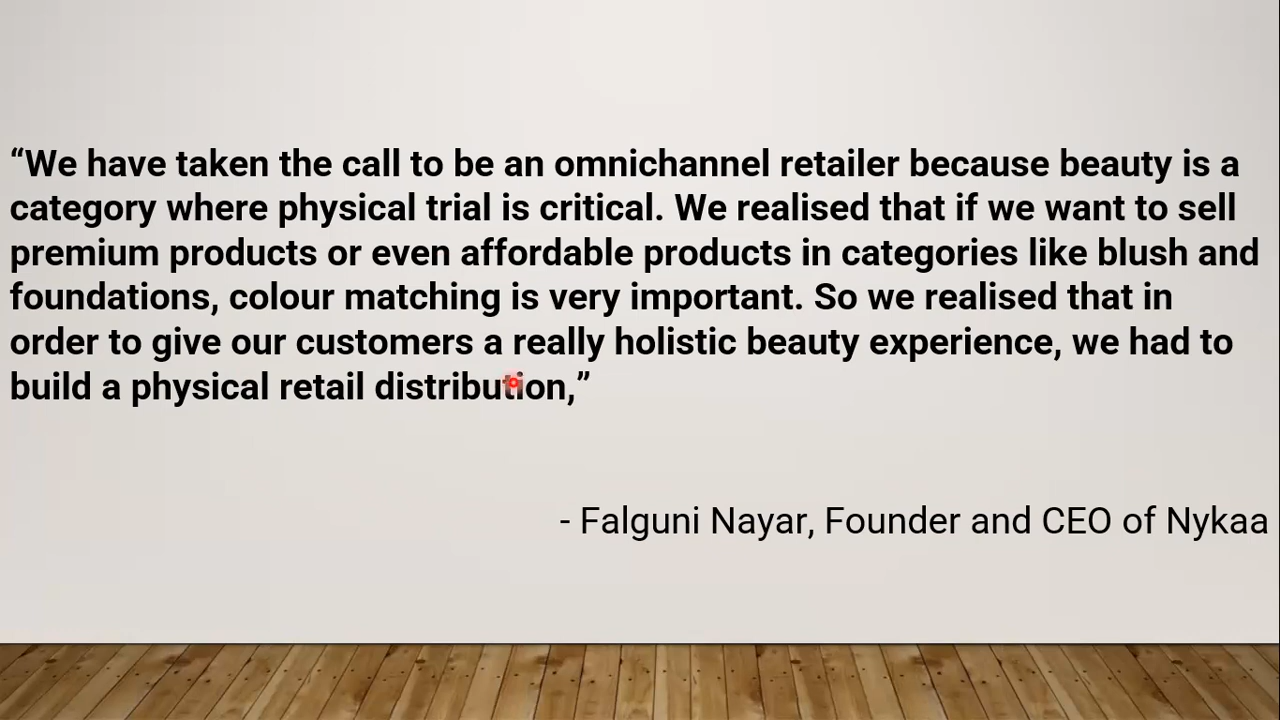 “We have taken the call to be an omnichannel retailer because beauty is a
category where physical trial is critical. We realised that if we want to sell
premium products or even affordable products in categories like blush and
foundations, colour matching is very important. So we realised that in
order to give our customers a really holistic beauty experience, we had to
build a physical retail distribution,”
- Falguni Nayar, Founder and CEO of Nykaa